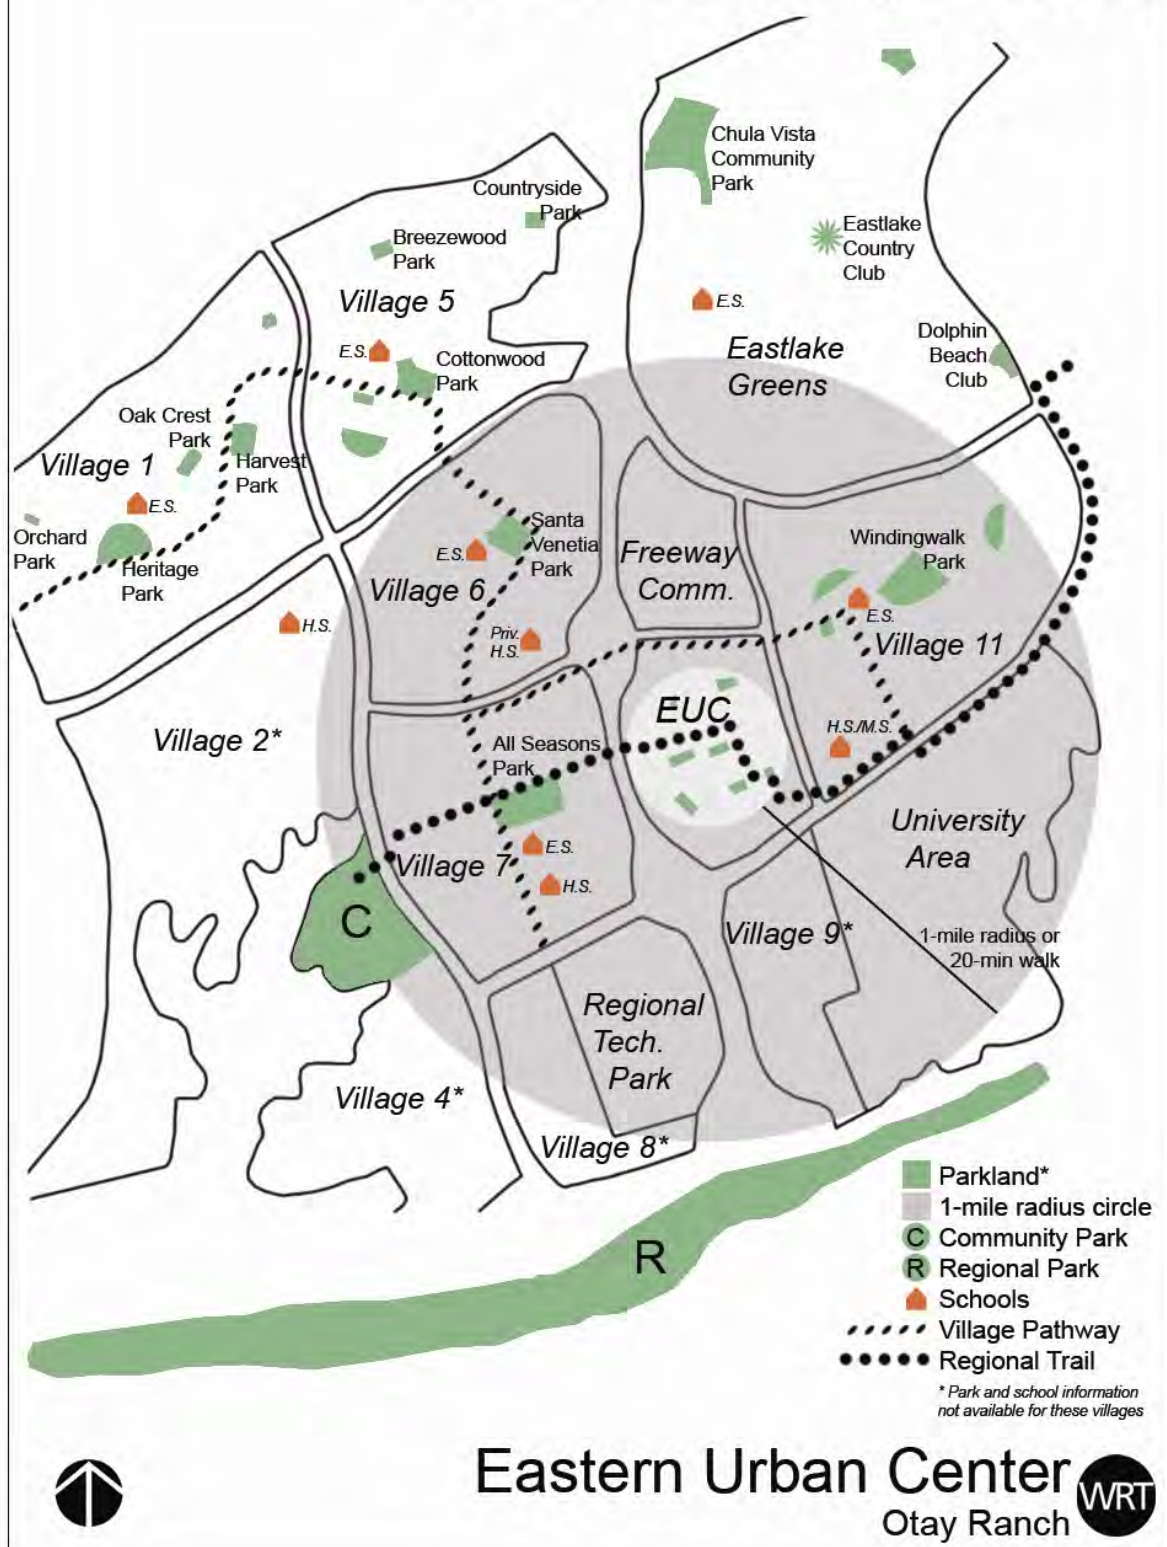 Chula Vista
Community
Park
Countryside
Park
Breezewood
Park
Eastlake
Country
Club
Village 5
E.S.
E.S.
Cottonwood
Park
Eastlake
Greens
Dolphin
Beach
Club
Oak Crest
Park
Village 1
Harvest
Park
E.S.
Orchard
Park
Heritage
Park
Santa
Venetia
Park
E.S.
Village 6
Freeway
Comm.
Windingwalk
Park
E.S.
Village 11
H.S.
Priv.
H.S.
EUC
H.S./M.S.
Village 2*
All Seasons
Park
University
Area
E.S.
Village 7
H.S.
C
Village 9*
1-mile radius or
20-min walk
Regional
Tech.
Park
Village 4*
Village 8*
R
Parkland*
1-mile radius circle
C Community Park
R Regional Park
Schools
Village Pathway
Regional Trail
* Park and school information
not available for these villages
Eastern Urban Center
WRT
Otay Ranch